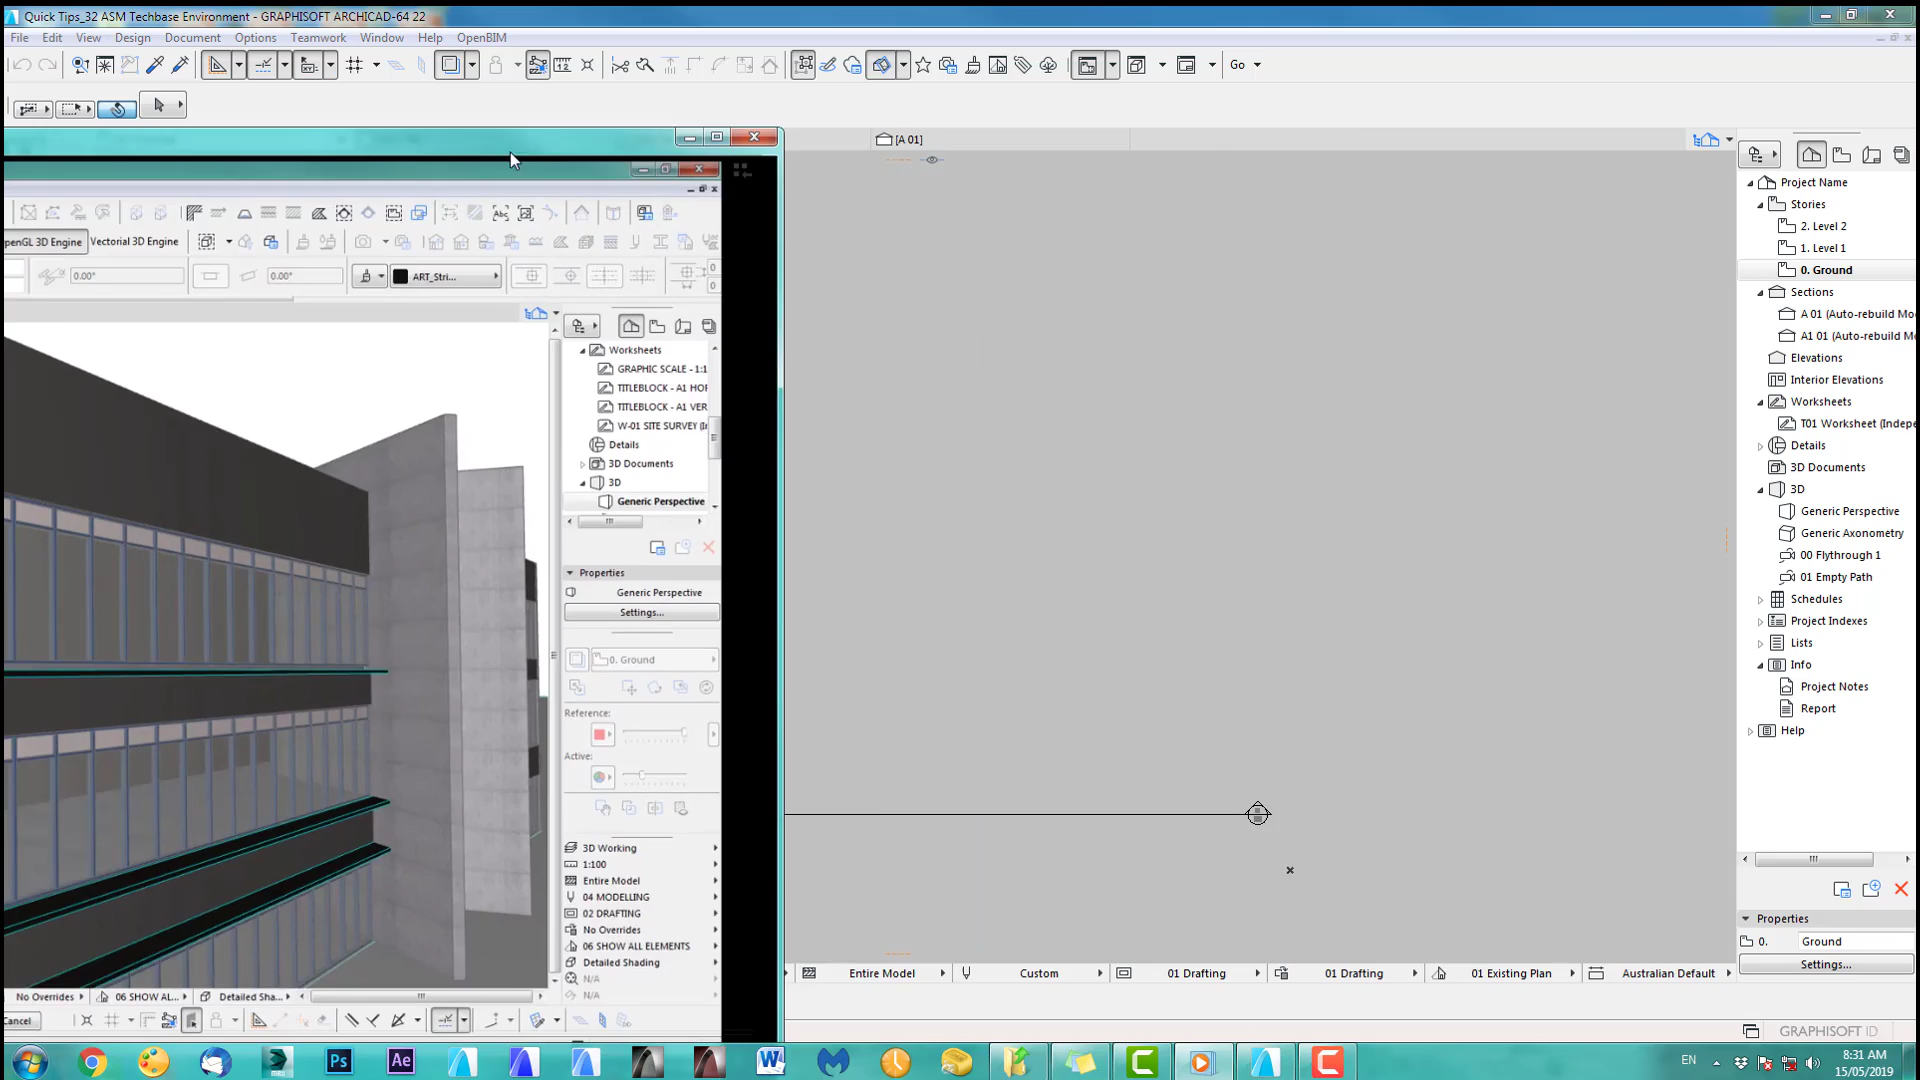 Quick Tips_32 ASM Techbase Environment - GRAPHISOFT ARCHICAD-64 22
File Edit View Design Document Options Teamwork Window Help OpenBIM
Go
[A 01]
penGL 3D Engine Vectorial 3D Engine
0.00°
0.00°
ART_Stri...
0
0
Worksheets
GRAPHIC SCALE - 1:1
TITLEBLOCK - A1 HOR
TITLEBLOCK - A1 VER
W-01 SITE SURVEY (In
Details
3D Documents
3D
Generic Perspective
Properties
Generic Perspective
Settings...
0. Ground
Reference:
Active:
3D Working
1:100
Entire Model
04 MODELLING
02 DRAFTING
No Overrides
06 SHOW ALL ELEMENTS
Detailed Shading
N/A
N/A
No Overrides 06 SHOW AL... Detailed Sha...
Cancel
Project Name
Stories
2. Level 2
1. Level 1
0. Ground
Sections
A 01 (Auto-rebuild Mo
A1 01 (Auto-rebuild M
Elevations
Interior Elevations
Worksheets
T01 Worksheet (Indepe
Details
3D Documents
3D
Generic Perspective
Generic Axonometry
00 Flythrough 1
01 Empty Path
Schedules
Project Indexes
Lists
Info
Project Notes
Report
Help
Properties
0. Ground
Settings...
Entire Model Custom 01 Drafting 01 Drafting 01 Existing Plan Australian Default
GRAPHISOFT ID
Ps Ae W
EN
8:31 AM
15/05/2019